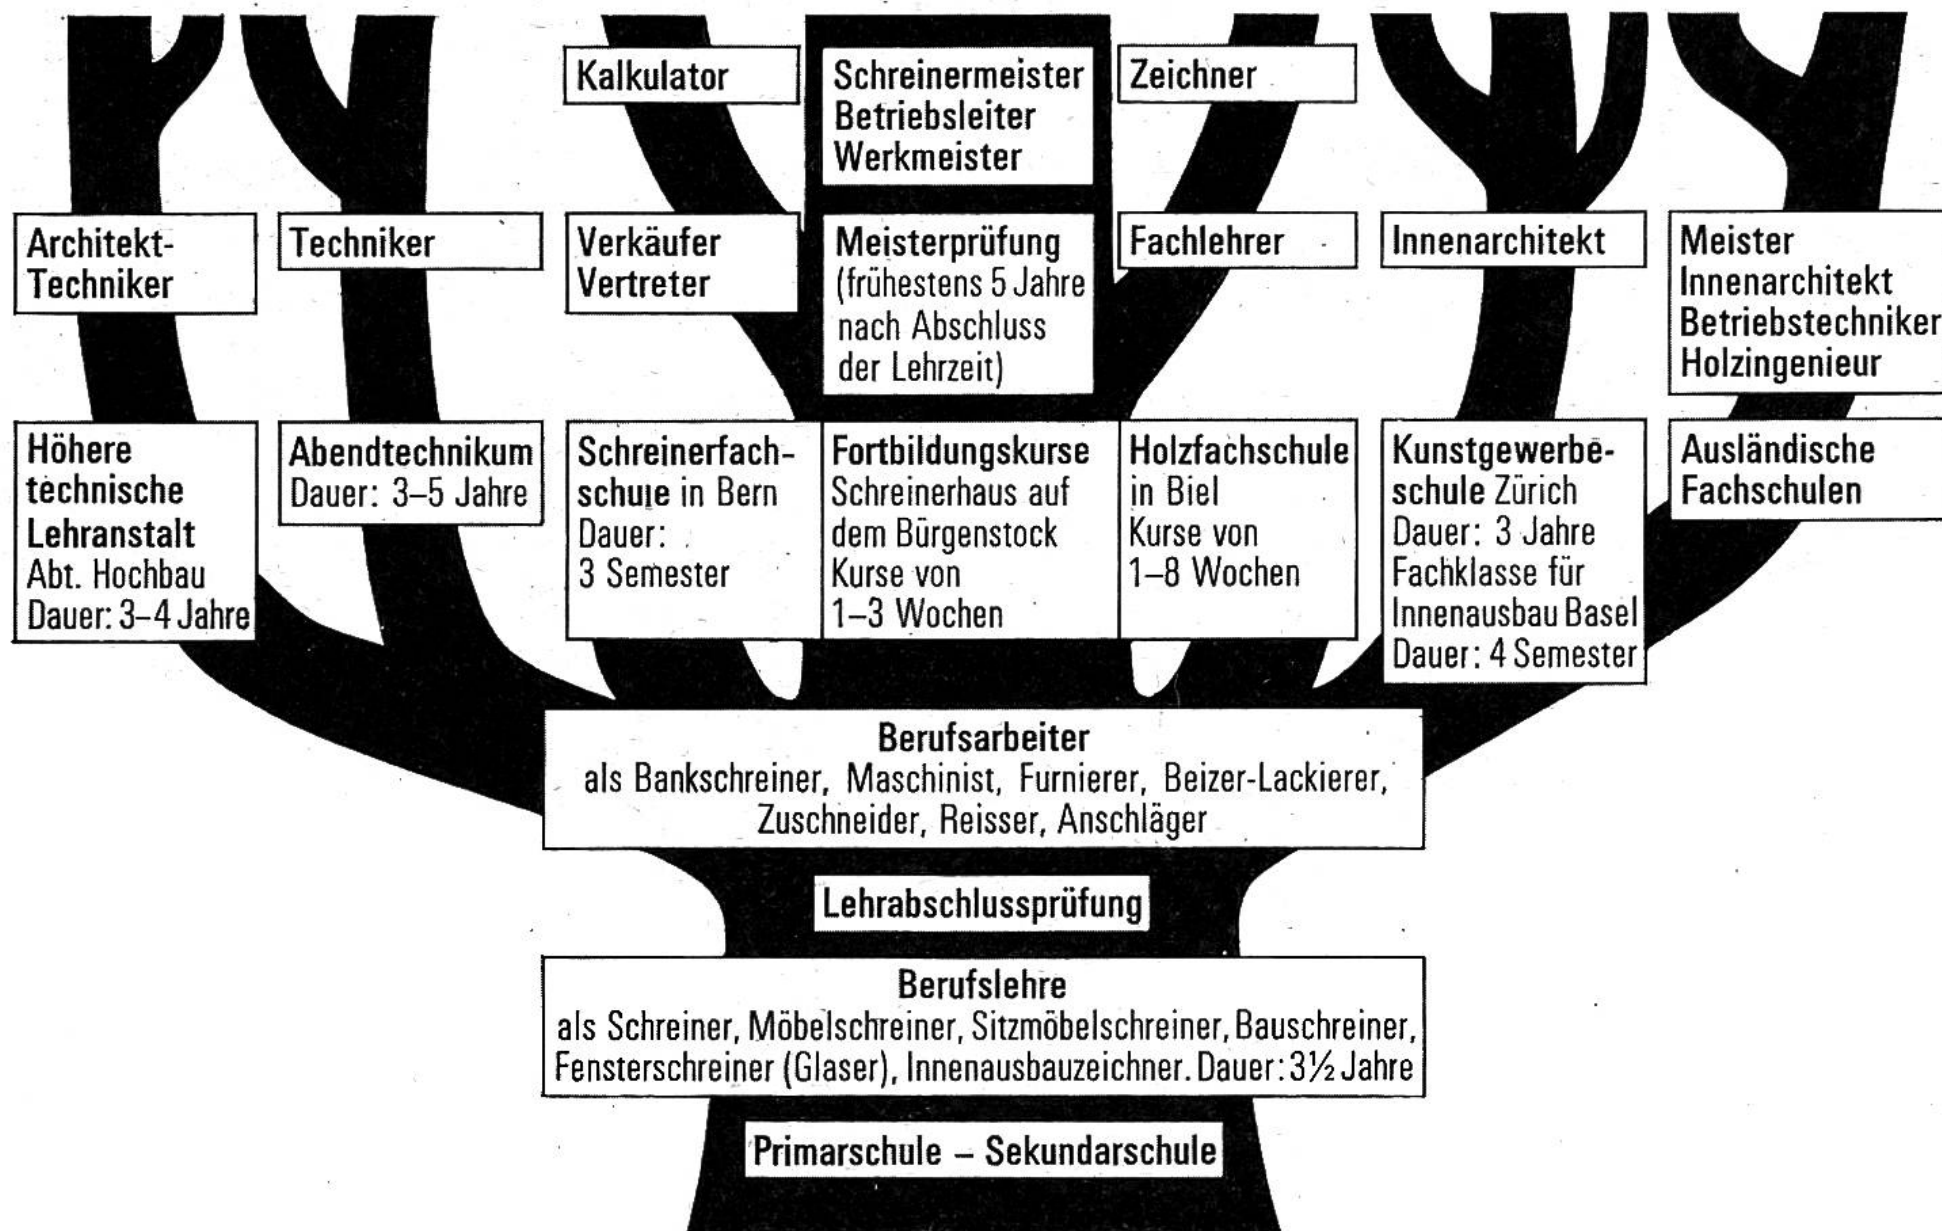 Kalkulator
Schreinermeister
Betriebsleiter
Werkmeister
Zeichner
Architekt-
Techniker
Techniker
Verkäufer
Vertreter
Meisterprüfung
(frühestens 5 Jahre
nach Abschluss
der Lehrzeit)
Fachlehrer
Innenarchitekt
Meister
Innenarchitekt
Betriebstechniker
Holzingenieur
Höhere
technische
Lehranstalt
Abt. Hochbau
Dauer: 3–4 Jahre
Abendtechnikum
Dauer: 3–5 Jahre
Schreinerfach-
schule in Bern
Dauer:
3 Semester
Fortbildungskurse
Schreinerhaus auf
dem Bürgenstock
Kurse von
1–3 Wochen
Holzfachschule
in Biel
Kurse von
1–8 Wochen
Kunstgewerbe-
schule Zürich
Dauer: 3 Jahre
Fachklasse für
Innenausbau Basel
Dauer: 4 Semester
Ausländische
Fachschulen
Berufsarbeiter
als Bankschreiner, Maschinist, Furnierer, Beizer-Lackierer,
Zuschneider, Reisser, Anschläger
Lehrabschlussprüfung
Berufslehre
als Schreiner, Möbelschreiner, Sitzmöbelschreiner, Bauschreiner,
Fensterschreiner (Glaser), Innenausbauzeichner. Dauer: 3½ Jahre
Primarschule – Sekundarschule